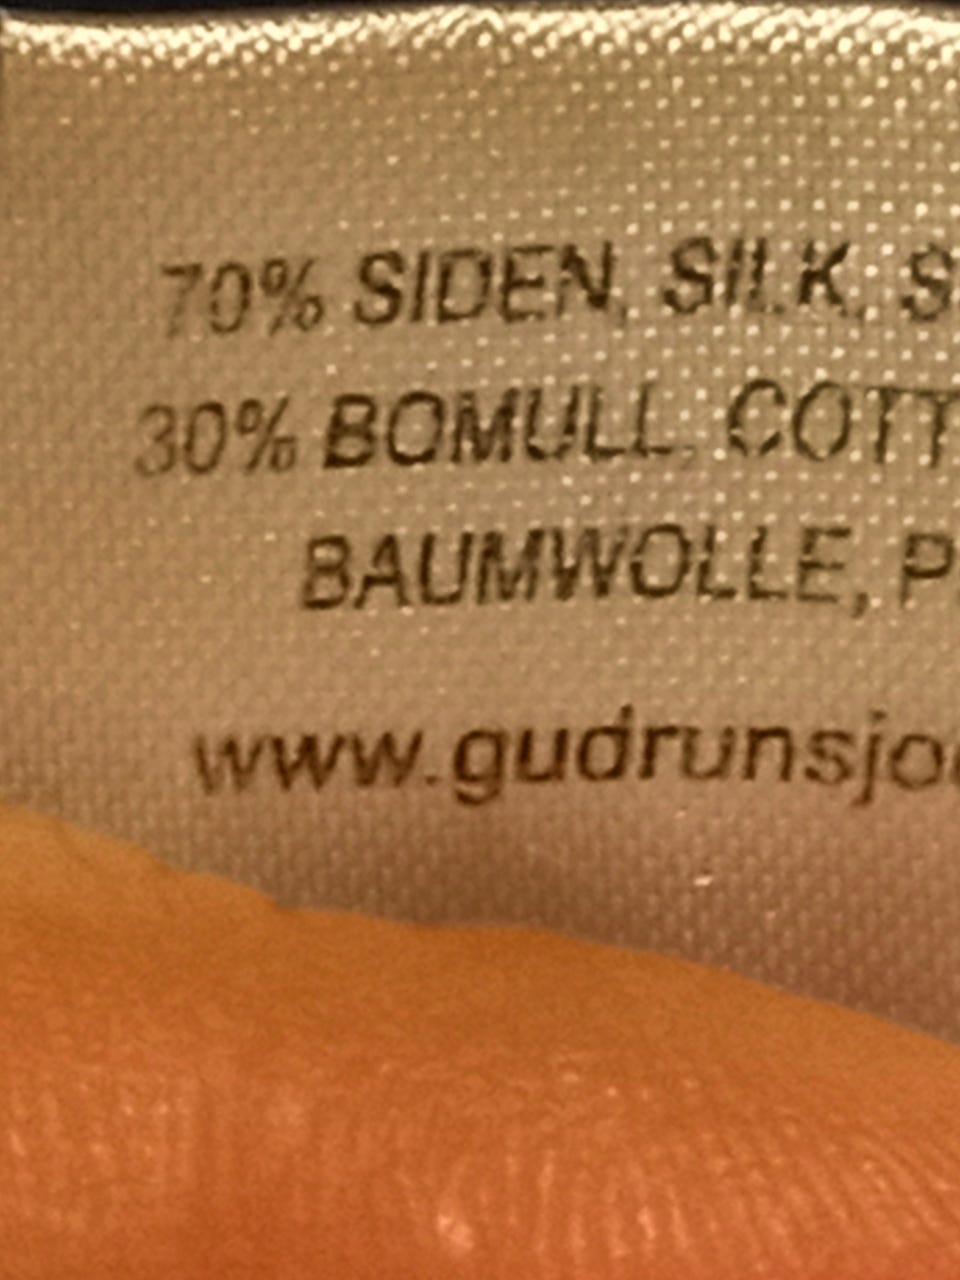 70% SIDEN, SILK, S
30% BOMULL, COTT
BAUMWOLLE, P
www.gudrunsjo